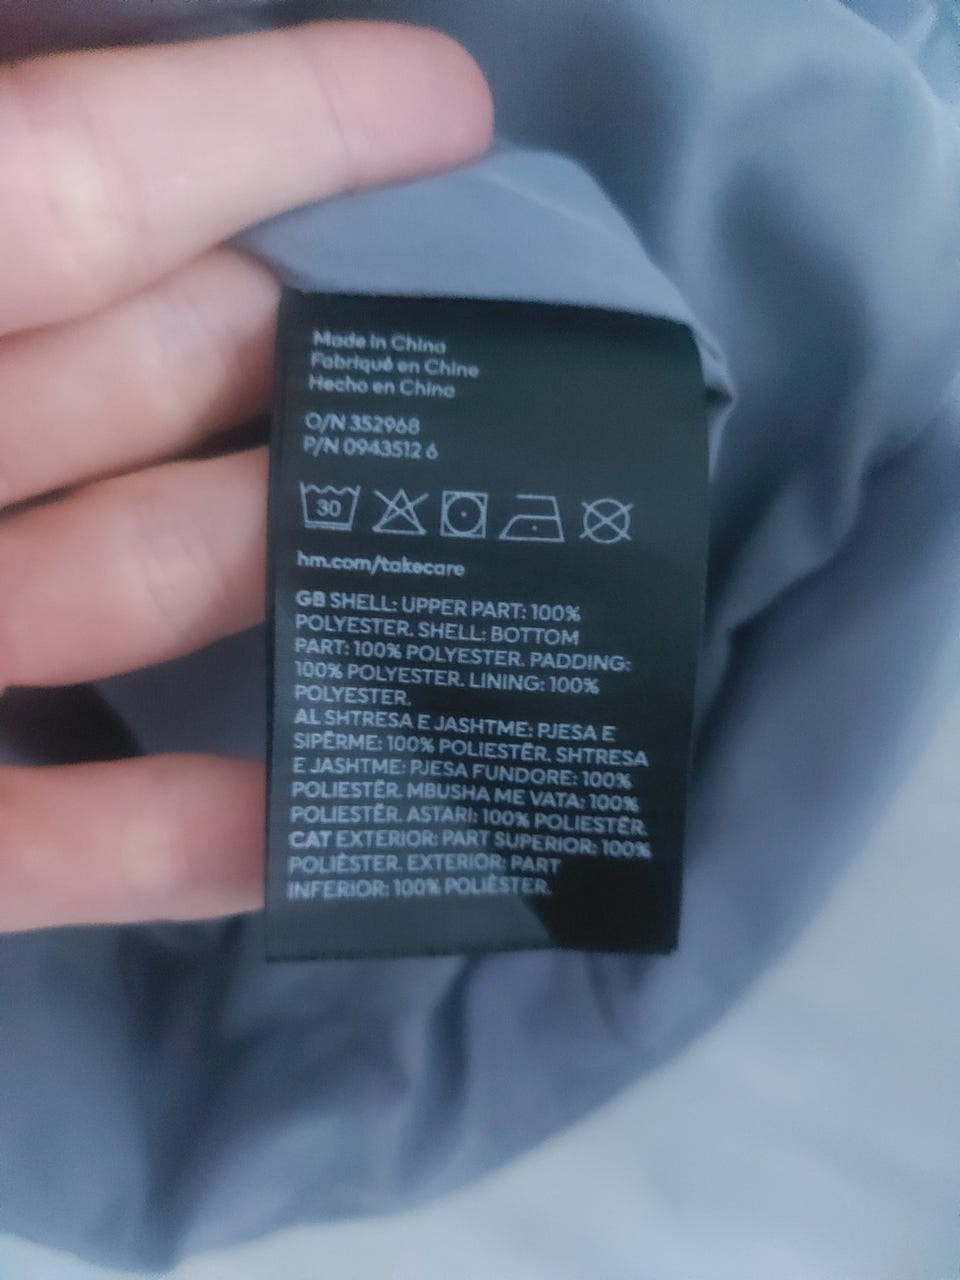 Made in China
Fabriqué en Chine
Hecho en China
O/N 352968
P/N 0943512 6
30
hm.com/takecare
GB SHELL: UPPER PART: 100%
POLYESTER. SHELL: BOTTOM
PART: 100% POLYESTER. PADDING:
100% POLYESTER. LINING: 100%
POLYESTER.
AL SHTRESA E JASHTME: PJESA E
SIPËRME: 100% POLIESTËR. SHTRESA
E JASHTME: PJESA FUNDORE: 100%
POLIESTËR. MBUSHA ME VATA: 100%
POLIESTËR. ASTARI: 100% POLIESTËR.
CAT EXTERIOR: PART SUPERIOR: 100%
POLIÈSTER. EXTERIOR: PART
INFERIOR: 100% POLIÈSTER.